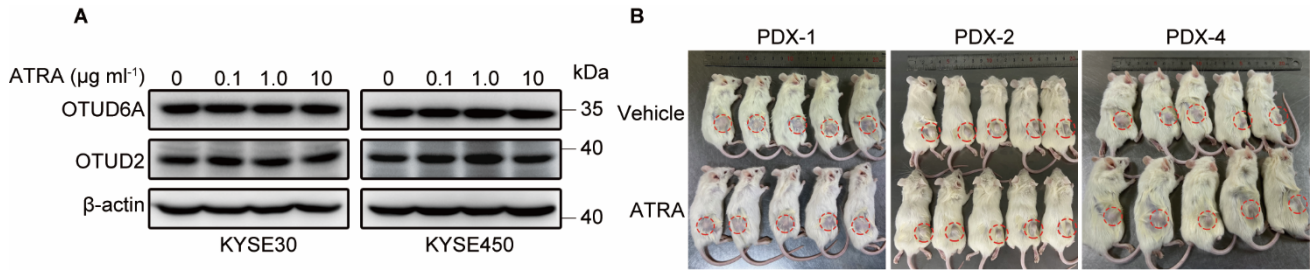 A
ATRA (μg ml⁻¹) 0 0.1 1.0 10 0 0.1 1.0 10 kDa
OTUD6A 35
OTUD2 40
β-actin 40
KYSE30 KYSE450
B
PDX-1 PDX-2 PDX-4
Vehicle
ATRA